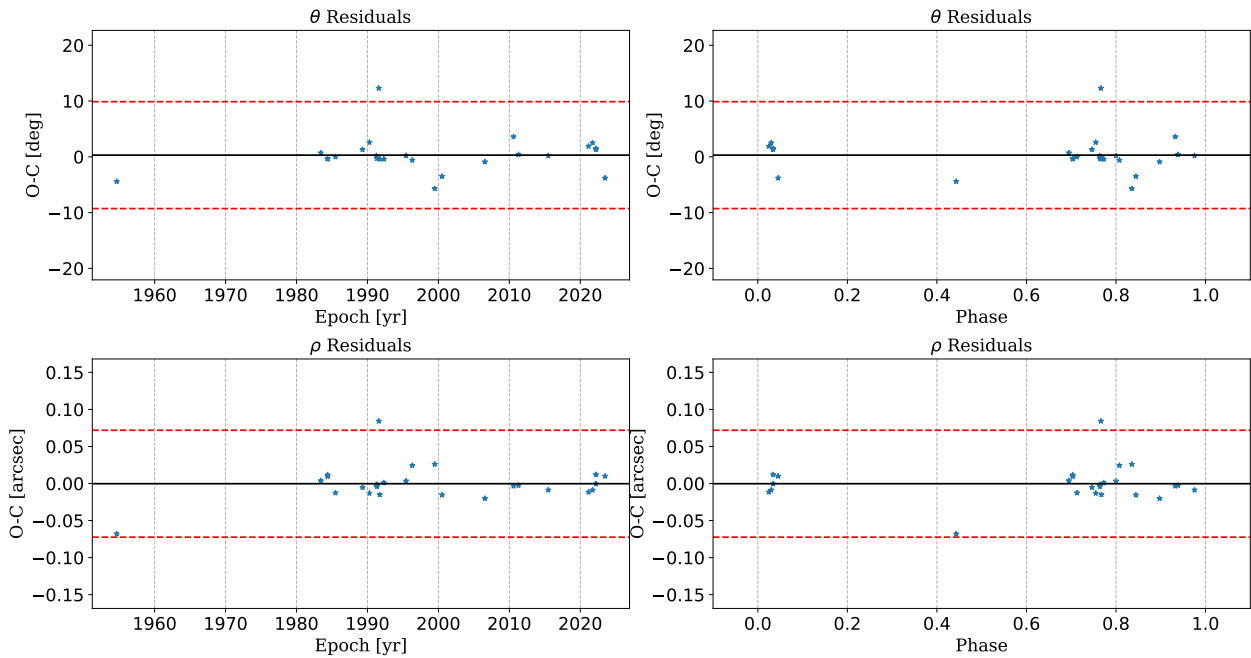 θ Residuals
20
10
0
−10
−20
O-C [deg]
1960 1970 1980 1990 2000 2010 2020
Epoch [yr]
θ Residuals
20
10
0
−10
−20
O-C [deg]
0.0 0.2 0.4 0.6 0.8 1.0
Phase
ρ Residuals
0.15
0.10
0.05
0.00
−0.05
−0.10
−0.15
O-C [arcsec]
1960 1970 1980 1990 2000 2010 2020
Epoch [yr]
ρ Residuals
0.15
0.10
0.05
0.00
−0.05
−0.10
−0.15
O-C [arcsec]
0.0 0.2 0.4 0.6 0.8 1.0
Phase